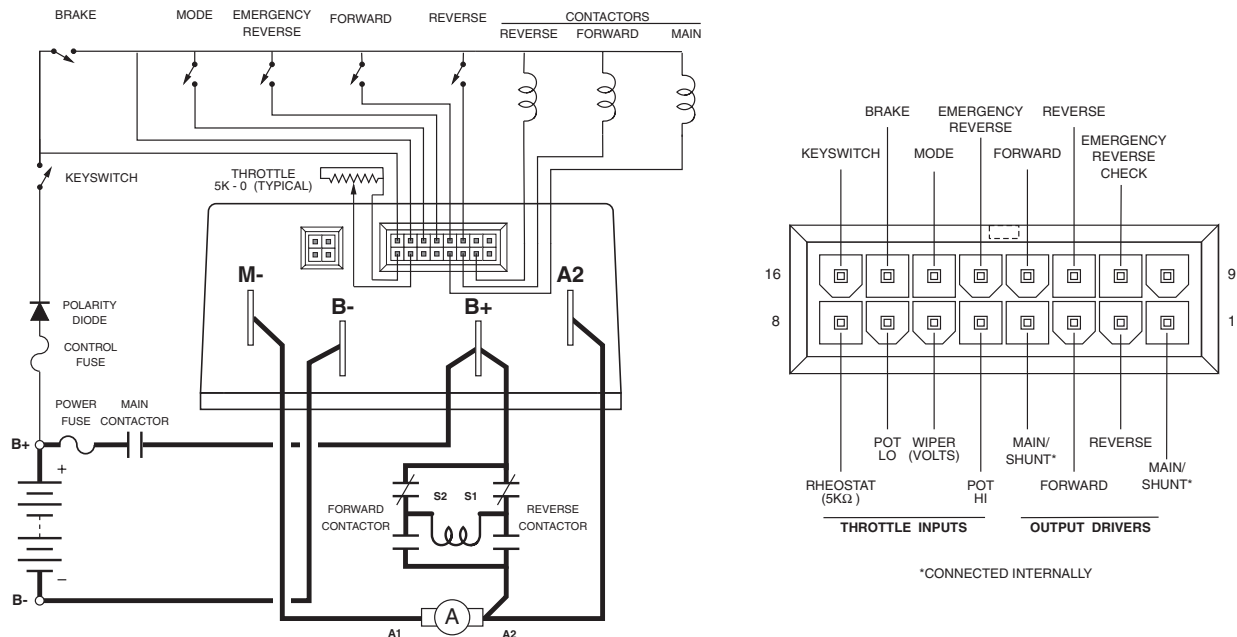 BRAKE
MODE
EMERGENCY
REVERSE
FORWARD
REVERSE
CONTACTORS
REVERSE
FORWARD
MAIN
KEYSWITCH
THROTTLE
5K - 0 (TYPICAL)
M-
B-
B+
A2
POLARITY
DIODE
CONTROL
FUSE
POWER
FUSE
MAIN
CONTACTOR
B+
+
–
B-
FORWARD
CONTACTOR
S2
S1
REVERSE
CONTACTOR
A
A1
A2
BRAKE
EMERGENCY
REVERSE
REVERSE
KEYSWITCH
MODE
FORWARD
EMERGENCY
REVERSE
CHECK
16
9
8
1
POT
LO
WIPER
(VOLTS)
MAIN/
SHUNT*
REVERSE
RHEOSTAT
(5KΩ)
POT
HI
FORWARD
MAIN/
SHUNT*
THROTTLE INPUTS
OUTPUT DRIVERS
*CONNECTED INTERNALLY